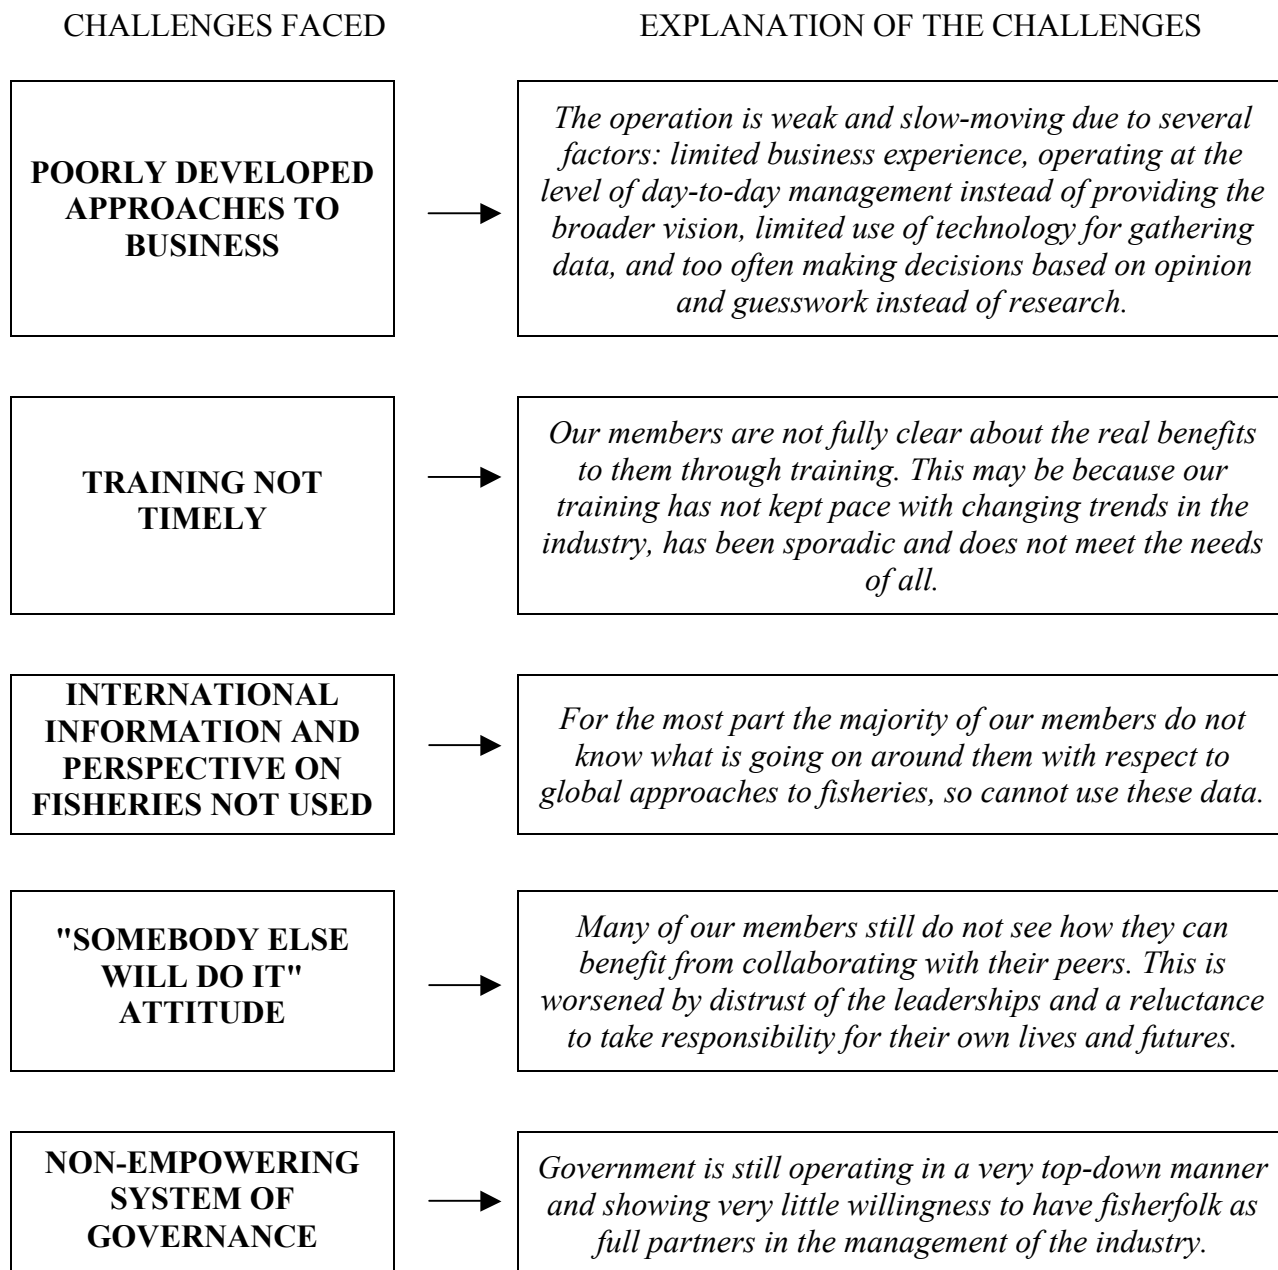 CHALLENGES FACED
EXPLANATION OF THE CHALLENGES
POORLY DEVELOPED
APPROACHES TO
BUSINESS
The operation is weak and slow-moving due to several
factors: limited business experience, operating at the
level of day-to-day management instead of providing the
broader vision, limited use of technology for gathering
data, and too often making decisions based on opinion
and guesswork instead of research.
TRAINING NOT
TIMELY
Our members are not fully clear about the real benefits
to them through training. This may be because our
training has not kept pace with changing trends in the
industry, has been sporadic and does not meet the needs
of all.
INTERNATIONAL
INFORMATION AND
PERSPECTIVE ON
FISHERIES NOT USED
For the most part the majority of our members do not
know what is going on around them with respect to
global approaches to fisheries, so cannot use these data.
"SOMEBODY ELSE
WILL DO IT"
ATTITUDE
Many of our members still do not see how they can
benefit from collaborating with their peers. This is
worsened by distrust of the leaderships and a reluctance
to take responsibility for their own lives and futures.
NON-EMPOWERING
SYSTEM OF
GOVERNANCE
Government is still operating in a very top-down manner
and showing very little willingness to have fisherfolk as
full partners in the management of the industry.